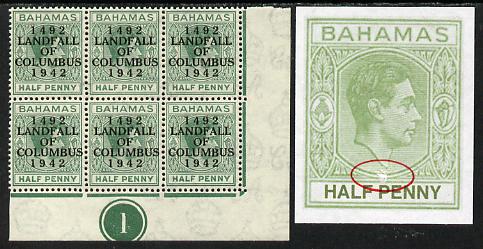 BAHAMAS BAHAMAS BAHAMAS
1492 1492 1492
LANDFALL LANDFALL LANDFALL
OF OF OF
COLUMBUS COLUMBUS COLUMBUS
1942 1942 1942
HALF PENNY HALF PENNY HALF PENNY
BAHAMAS BAHAMAS BAHAMAS
1492 1492 1492
LANDFALL LANDFALL LANDFALL
OF OF OF
COLUMBUS COLUMBUS COLUMBUS
1942 1942 1942
HALF PENNY HALF PENNY HALF PENNY
1
BAHAMAS
HALF PENNY